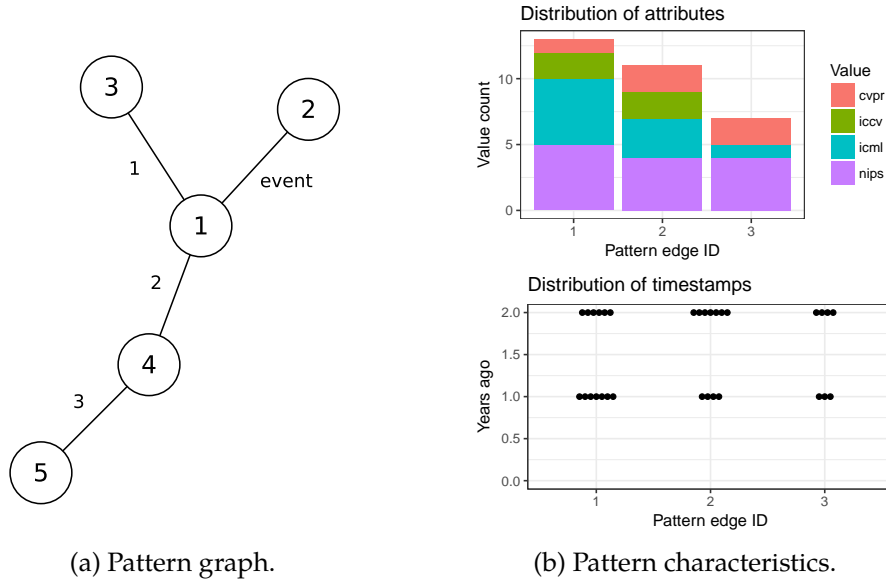 3
2
1
event
1
2
4
3
5
(a) Pattern graph.
Distribution of attributes
Value count
10
5
0
1 2 3
Pattern edge ID
Value
cvpr
iccv
icml
nips
Distribution of timestamps
Years ago
2.0
1.5
1.0
0.5
0.0
1 2 3
Pattern edge ID
(b) Pattern characteristics.